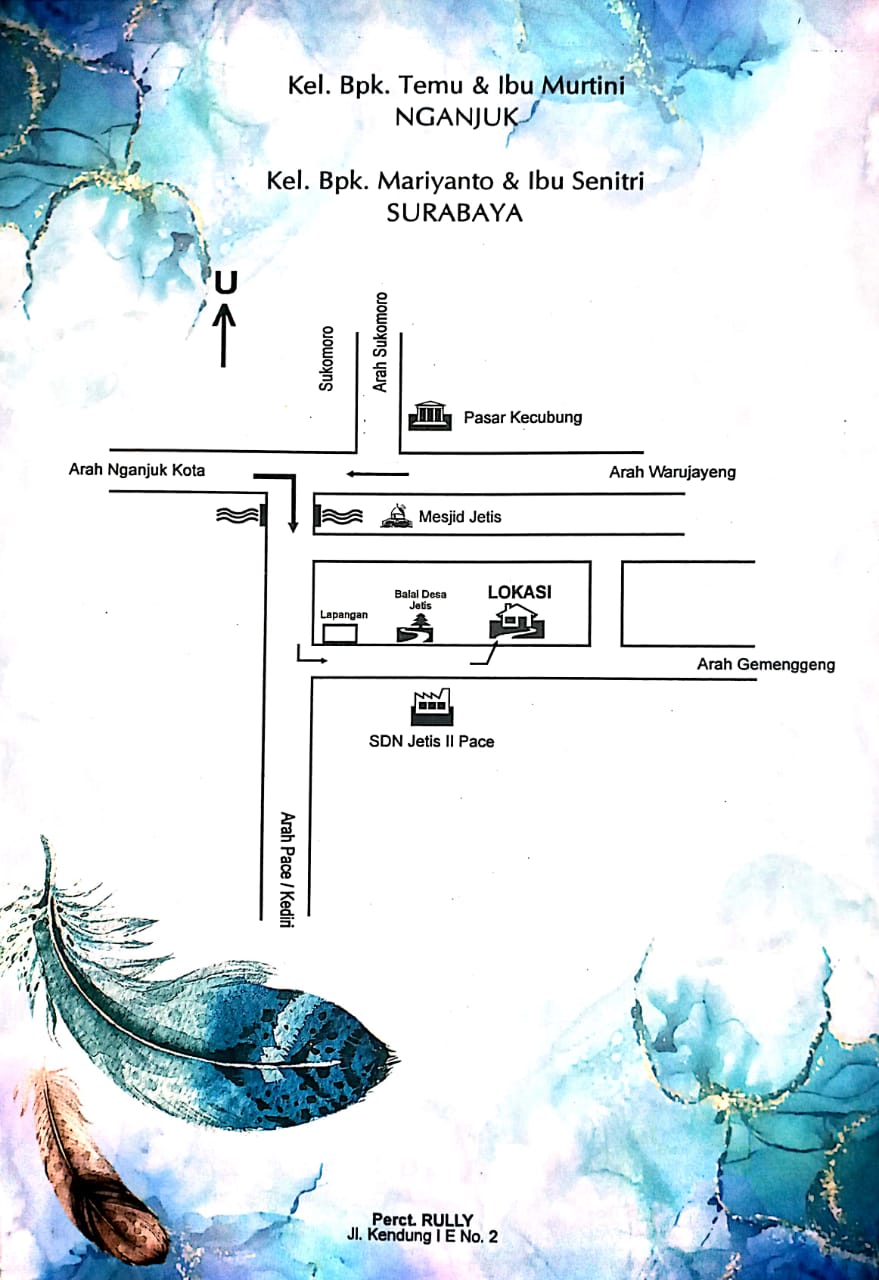 Kel. Bpk. Temu & Ibu Murtini
NGANJUK
Kel. Bpk. Mariyanto & Ibu Senitri
SURABAYA
U
Sukomoro
Arah Sukomoro
Pasar Kecubung
Arah Nganjuk Kota
Arah Warujayeng
Mesjid Jetis
Balai Desa
Jetis
LOKASI
Lapangan
Arah Gemenggeng
SDN Jetis II Pace
Arah Pace / Kediri
Perct. RULLY
Jl. Kendung I E No. 2